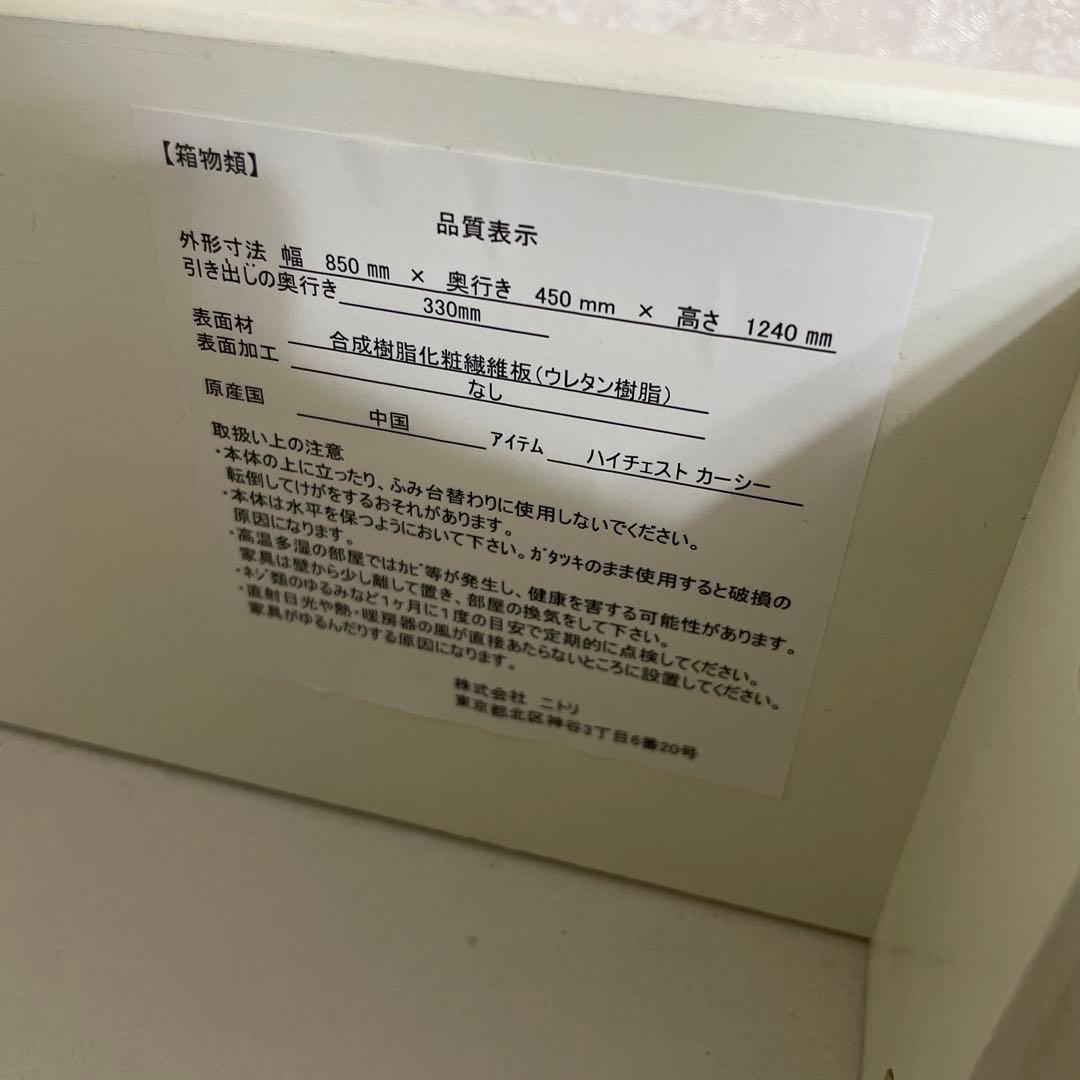 【箱物類】
品質表示
外形寸法 幅 850 mm × 奥行き 450 mm × 高さ 1240 mm
引き出しの奥行き 330mm
表面材 合成樹脂化粧繊維板(ウレタン樹脂)
表面加工 なし
原産国 中国 アイテム ハイチェスト カーシー
取扱い上の注意
・本体の上に立ったり、ふみ台替わりに使用しないでください。
転倒してけがをするおそれがあります。
・本体は水平を保つようにおいて下さい。ガタツキのまま使用すると破損の
原因になります。
・高温多湿の部屋ではカビ等が発生し、健康を害する可能性があります。
家具は壁から少し離して置き、部屋の換気をして下さい。
・ネジ類のゆるみなど1ヶ月に1度の目安で定期的に点検してください。
・直射日光や熱・暖房器の風が直接あたらないところに設置してください。
家具がゆるんだりする原因になります。
株式会社 ニトリ
東京都北区神谷3丁目6番20号